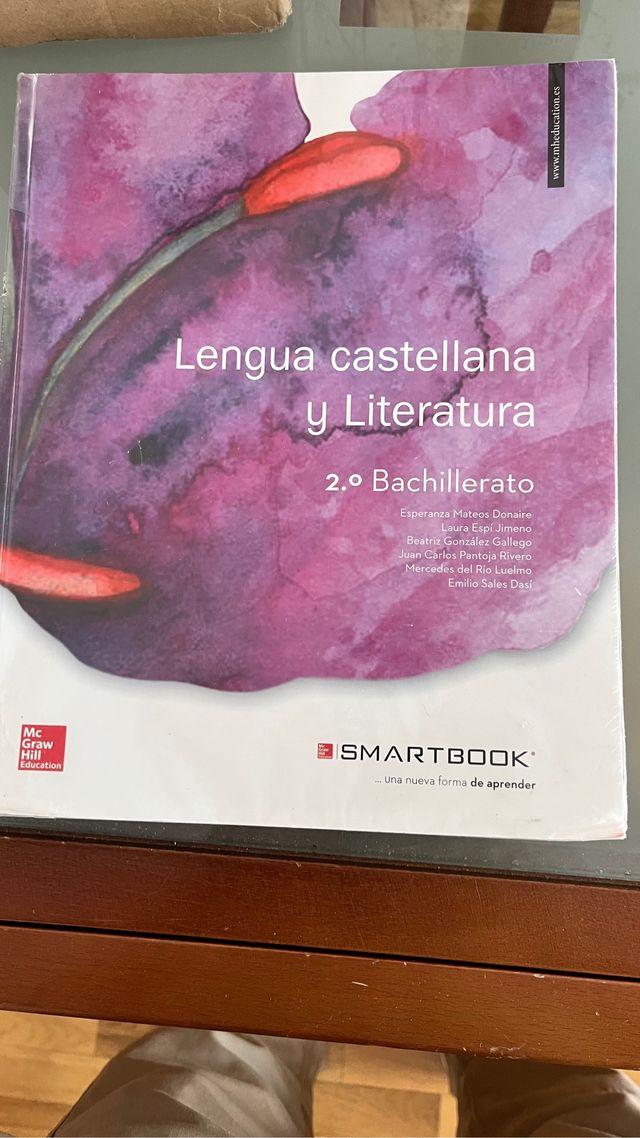 www.mheducation.es
Lengua castellana
y Literatura
2.º Bachillerato
Esperanza Mateos Donaire
Laura Espí Jimeno
Beatriz González Gallego
Juan Carlos Pantoja Rivero
Mercedes del Río Luelmo
Emilio Sales Dasí
Mc
Graw
Hill
Education
SMARTBOOK®
... una nueva forma de aprender